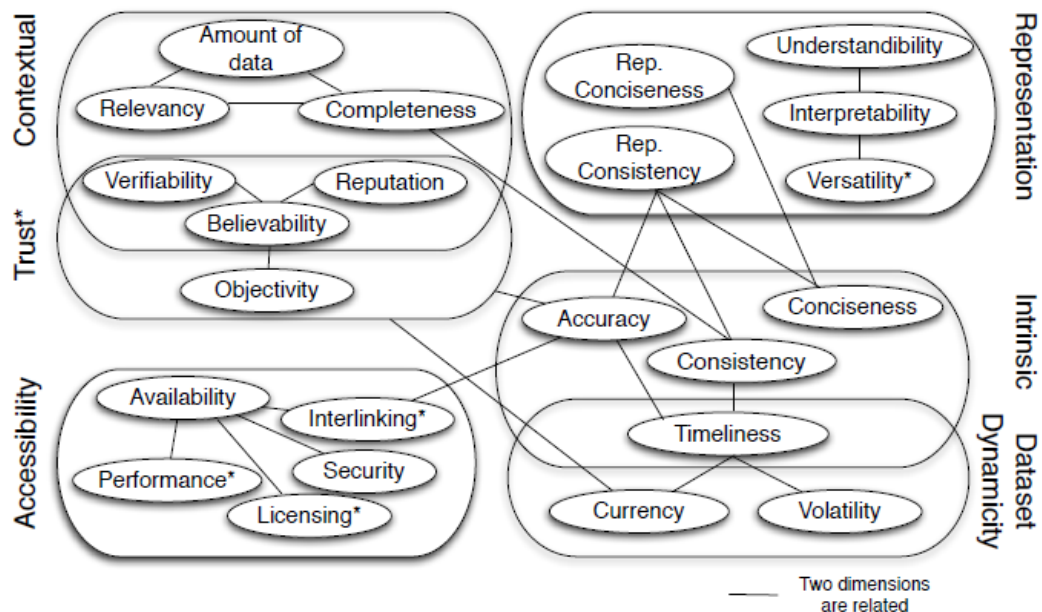 Contextual
Amount of
data
Relevancy
Completeness
Trust*
Verifiability
Reputation
Believability
Objectivity
Accessibility
Availability
Interlinking*
Performance*
Security
Licensing*
Representation
Rep.
Conciseness
Understandibility
Interpretability
Rep.
Consistency
Versatility*
Intrinsic
Conciseness
Accuracy
Consistency
Timeliness
Dataset
Dynamicity
Currency
Volatility
Two dimensions
are related